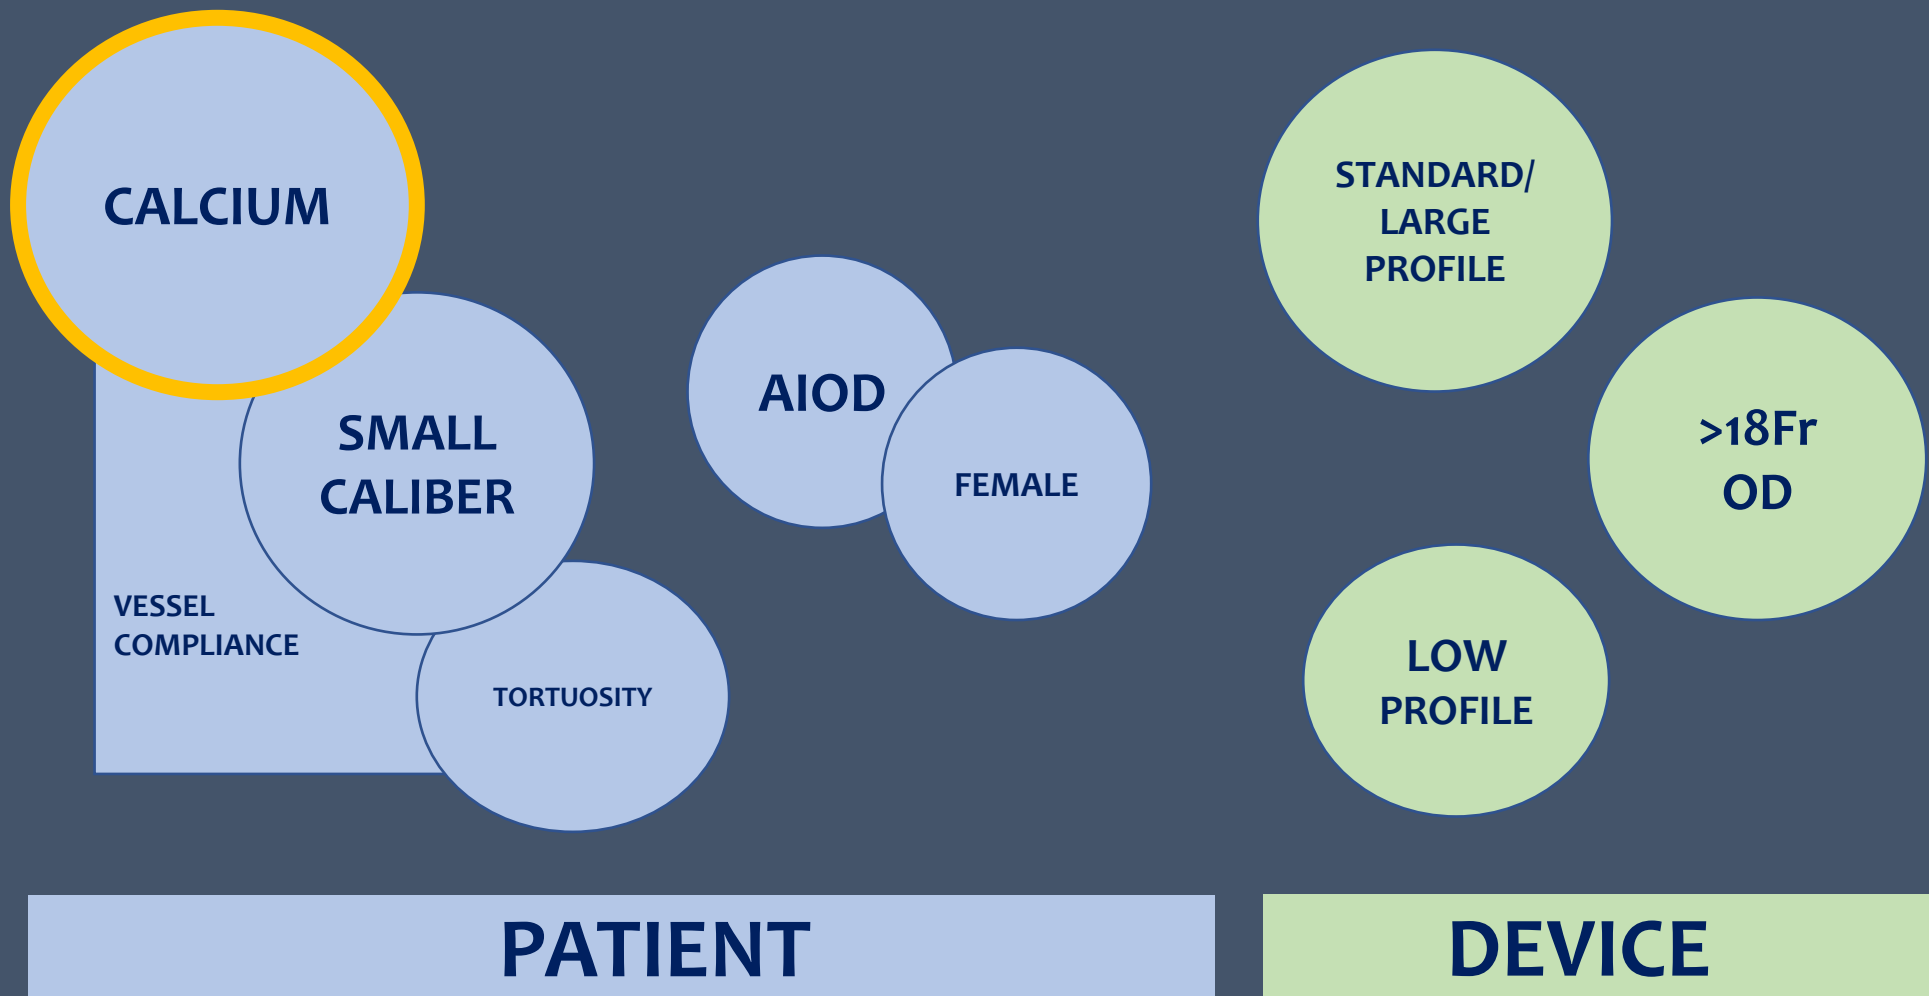 CALCIUM
SMALL
CALIBER
VESSEL
COMPLIANCE
TORTUOSITY
AIOD
FEMALE
STANDARD/
LARGE
PROFILE
>18Fr
OD
LOW
PROFILE
PATIENT
DEVICE